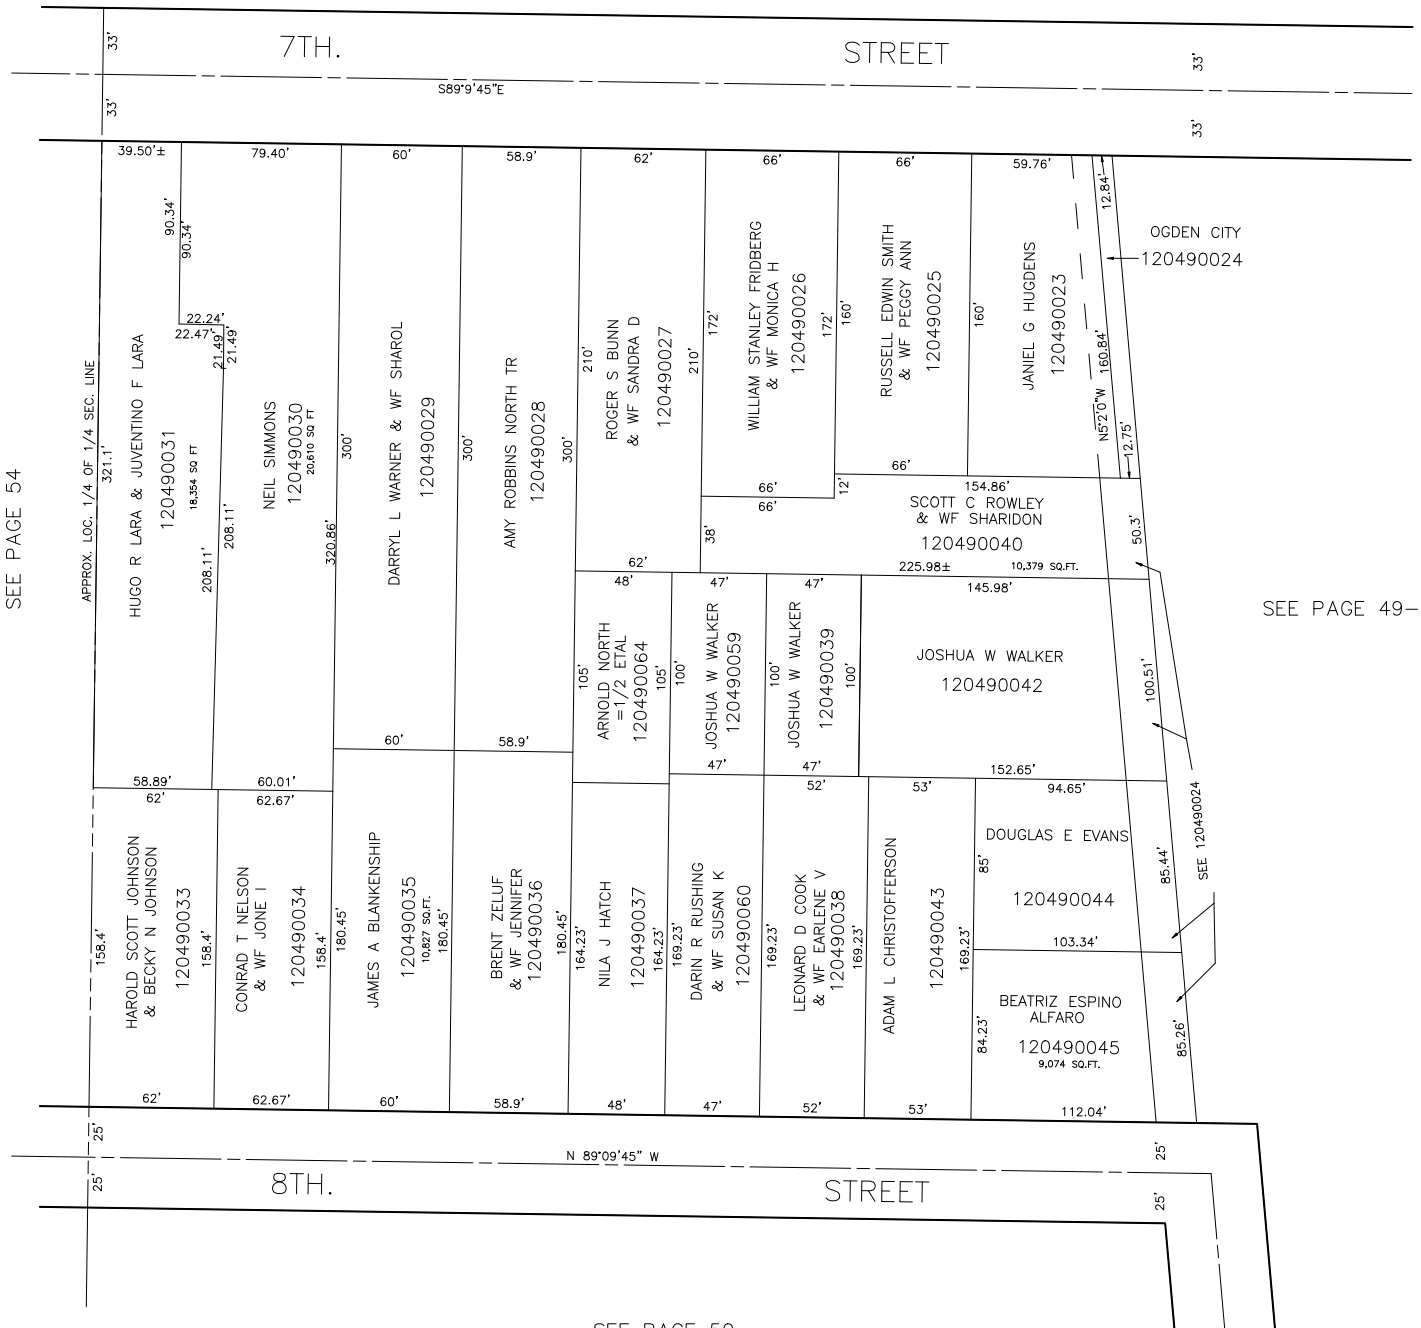 33'
7TH.
STREET
33'
S89°9'45"E
33'
33'
39.50'±
79.40'
60'
58.9'
62'
66'
66'
59.76'
12.84'
90.34'
90.34'
OGDEN CITY
120490024
22.24'
22.47'
21.49'
21.49'
APPROX. LOC. 1/4 OF 1/4 SEC. LINE
321.1'
HUGO R LARA & JUVENTINO F LARA
120490031
18,354 SQ FT
208.11'
208.11'
NEIL SIMMONS
120490030
20,610 SQ FT
320.86'
300'
DARRYL L WARNER & WF SHAROL
120490029
300'
AMY ROBBINS NORTH TR
120490028
300'
210'
ROGER S BUNN
& WF SANDRA D
120490027
210'
172'
WILLIAM STANLEY FRIDBERG
& WF MONICA H
120490026
172'
160'
RUSSELL EDWIN SMITH
& WF PEGGY ANN
120490025
160'
JANIEL G HUGDENS
120490023
N5°2'0"W
160.84'
12.75'
SEE PAGE 54
66'
66'
66'
12'
154.86'
SCOTT C ROWLEY
& WF SHARIDON
120490040
225.98±
10,379 SQ.FT.
38'
50.3'
62'
48'
47'
47'
145.98'
SEE PAGE 49-
105'
ARNOLD NORTH
=1/2 ETAL
120490064
105'
100'
JOSHUA W WALKER
120490059
100'
JOSHUA W WALKER
120490039
100'
JOSHUA W WALKER
120490042
100.51'
60'
58.9'
47'
47'
152.65'
58.89'
60.01'
62'
62.67'
52'
53'
94.65'
SEE 120490024
158.4'
HAROLD SCOTT JOHNSON
& BECKY N JOHNSON
120490033
158.4'
CONRAD T NELSON
& WF JONE I
120490034
158.4'
180.45'
JAMES A BLANKENSHIP
120490035
10,827 SQ.FT.
180.45'
BRENT ZELUF
& WF JENNIFER
120490036
180.45'
164.23'
NILA J HATCH
120490037
164.23'
169.23'
DARIN R RUSHING
& WF SUSAN K
120490060
169.23'
LEONARD D COOK
& WF EARLENE V
120490038
169.23'
ADAM L CHRISTOFFERSON
120490043
169.23'
85'
DOUGLAS E EVANS
120490044
85.44'
103.34'
84.23'
BEATRIZ ESPINO
ALFARO
120490045
9,074 SQ.FT.
85.26'
62'
62.67'
60'
58.9'
48'
47'
52'
53'
112.04'
25'
25'
N 89°09'45" W
25'
8TH.
STREET
25'